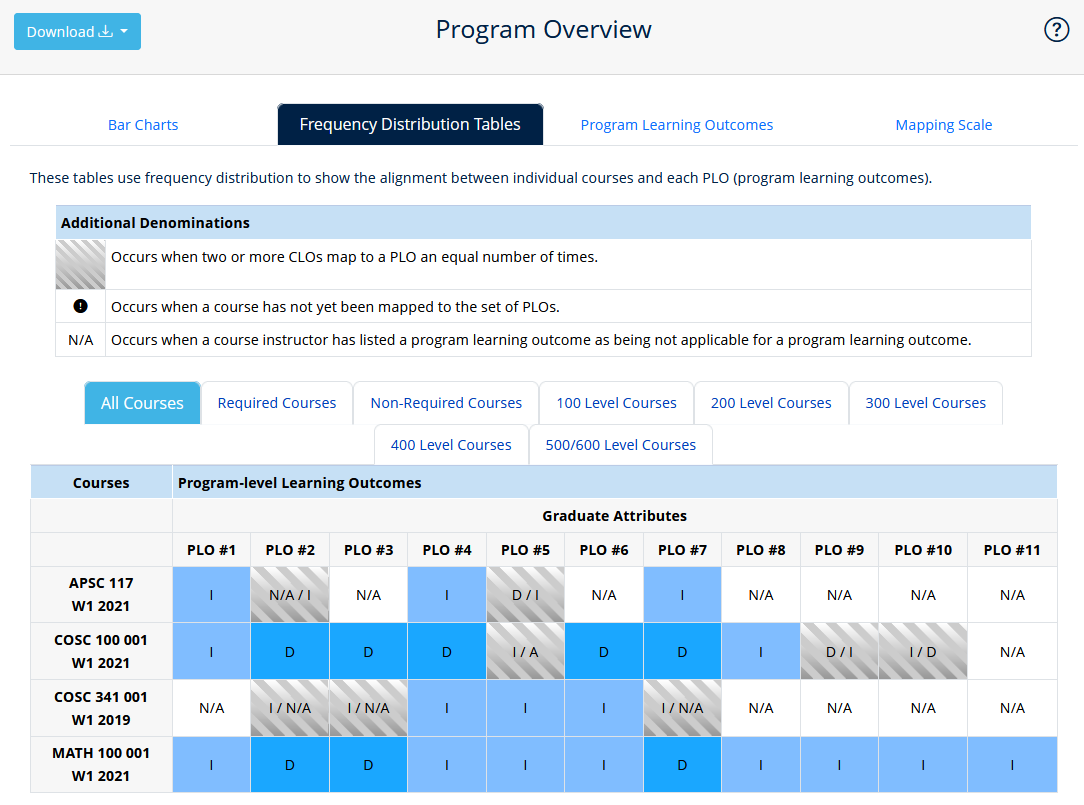 Download
Program Overview
?
Bar Charts
Frequency Distribution Tables
Program Learning Outcomes
Mapping Scale
These tables use frequency distribution to show the alignment between individual courses and each PLO (program learning outcomes).
Additional Denominations
Occurs when two or more CLOs map to a PLO an equal number of times.
! Occurs when a course has not yet been mapped to the set of PLOs.
N/A Occurs when a course instructor has listed a program learning outcome as being not applicable for a program learning outcome.
All Courses Required Courses Non-Required Courses 100 Level Courses 200 Level Courses 300 Level Courses
400 Level Courses 500/600 Level Courses
Courses Program-level Learning Outcomes
Graduate Attributes
PLO #1 PLO #2 PLO #3 PLO #4 PLO #5 PLO #6 PLO #7 PLO #8 PLO #9 PLO #10 PLO #11
APSC 117
W1 2021
I N/A / I N/A I D / I N/A I N/A N/A N/A N/A
COSC 100 001
W1 2021
I D D D I / A D D I D / I I / D N/A
COSC 341 001
W1 2019
N/A I / N/A I / N/A I I I I / N/A N/A N/A N/A N/A
MATH 100 001
W1 2021
I D D I I I D I I I I